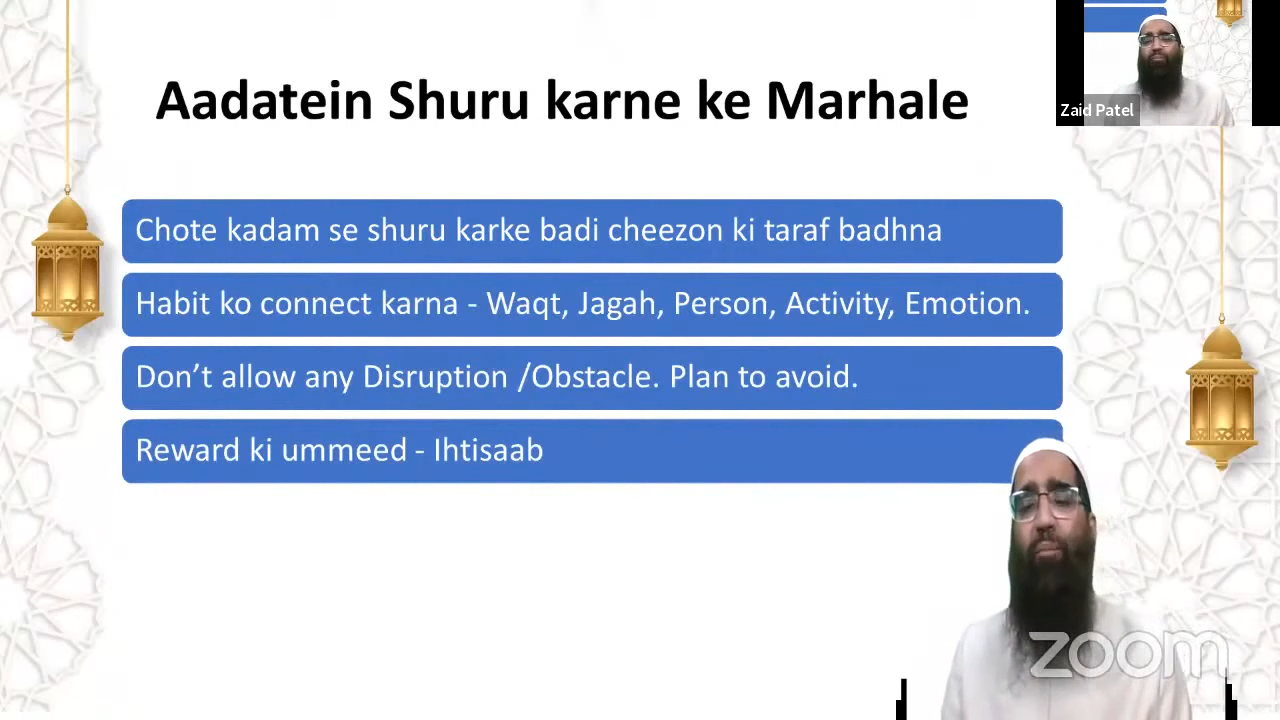 Aadatein Shuru karne ke Marhale
Zaid Patel
Chote kadam se shuru karke badi cheezon ki taraf badhna
Habit ko connect karna - Waqt, Jagah, Person, Activity, Emotion.
Don’t allow any Disruption /Obstacle. Plan to avoid.
Reward ki ummeed - Ihtisaab
zoom